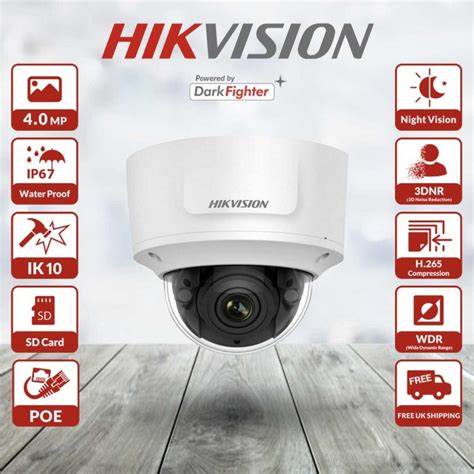 HIKVISION
Powered by
DarkFighter
4.0 MP
IP67
Water Proof
IK10
SD
SD Card
POE
HIKVISION
Night Vision
3DNR
(3D Noise Reduction)
H.265
Compression
WDR
(Wide Dynamic Range)
FREE
FREE UK SHIPPING